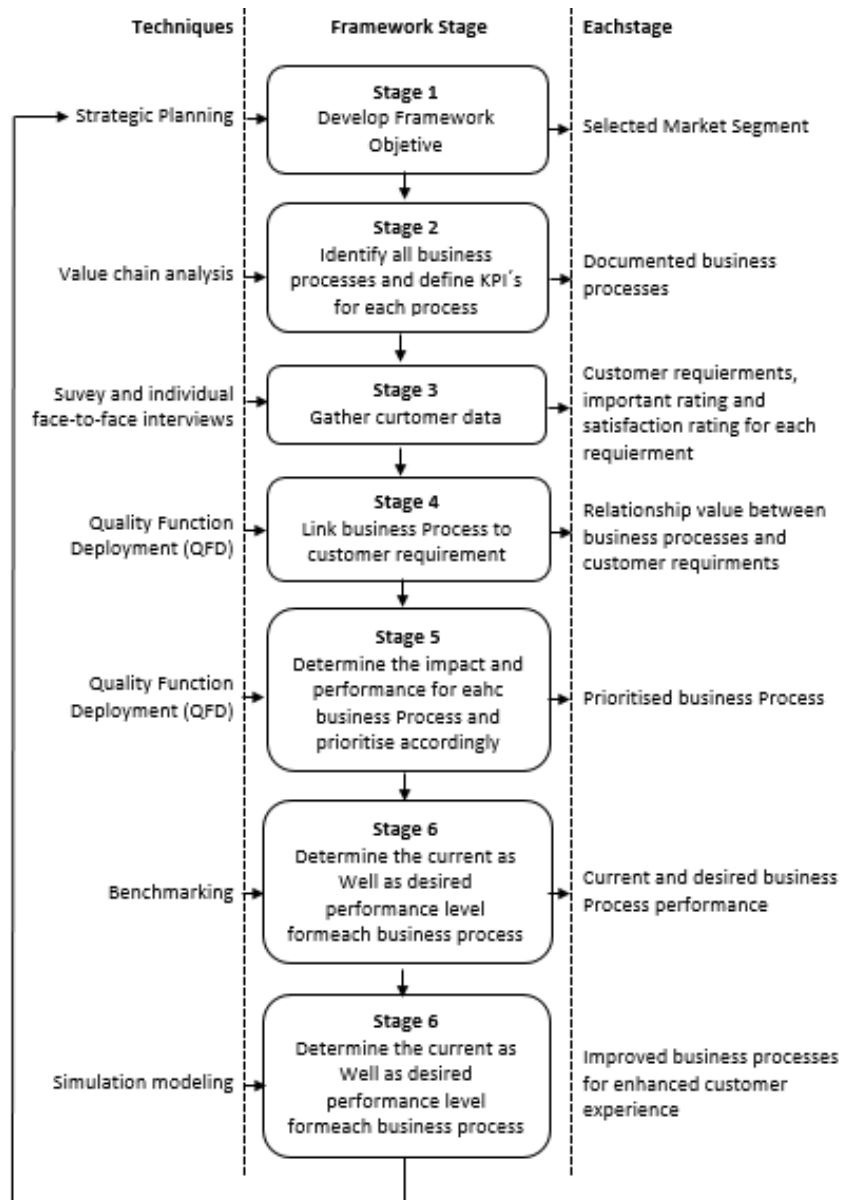 Techniques
Framework Stage
Eachstage
Strategic Planning
Stage 1
Develop Framework
Objetive
Selected Market Segment
Value chain analysis
Stage 2
Identify all business
processes and define KPI´s
for each process
Documented business
processes
Suvey and individual
face-to-face interviews
Stage 3
Gather curtomer data
Customer requierments,
important rating and
satisfaction rating for each
requierment
Quality Function
Deployment (QFD)
Stage 4
Link business Process to
customer requirement
Relationship value between
business processes and
customer requirments
Quality Function
Deployment (QFD)
Stage 5
Determine the impact and
performance for eahc
business Process and
prioritise accordingly
Prioritised business Process
Benchmarking
Stage 6
Determine the current as
Well as desired
performance level
formeach business process
Current and desired business
Process performance
Simulation modeling
Stage 6
Determine the current as
Well as desired
performance level
formeach business process
Improved business processes
for enhanced customer
experience